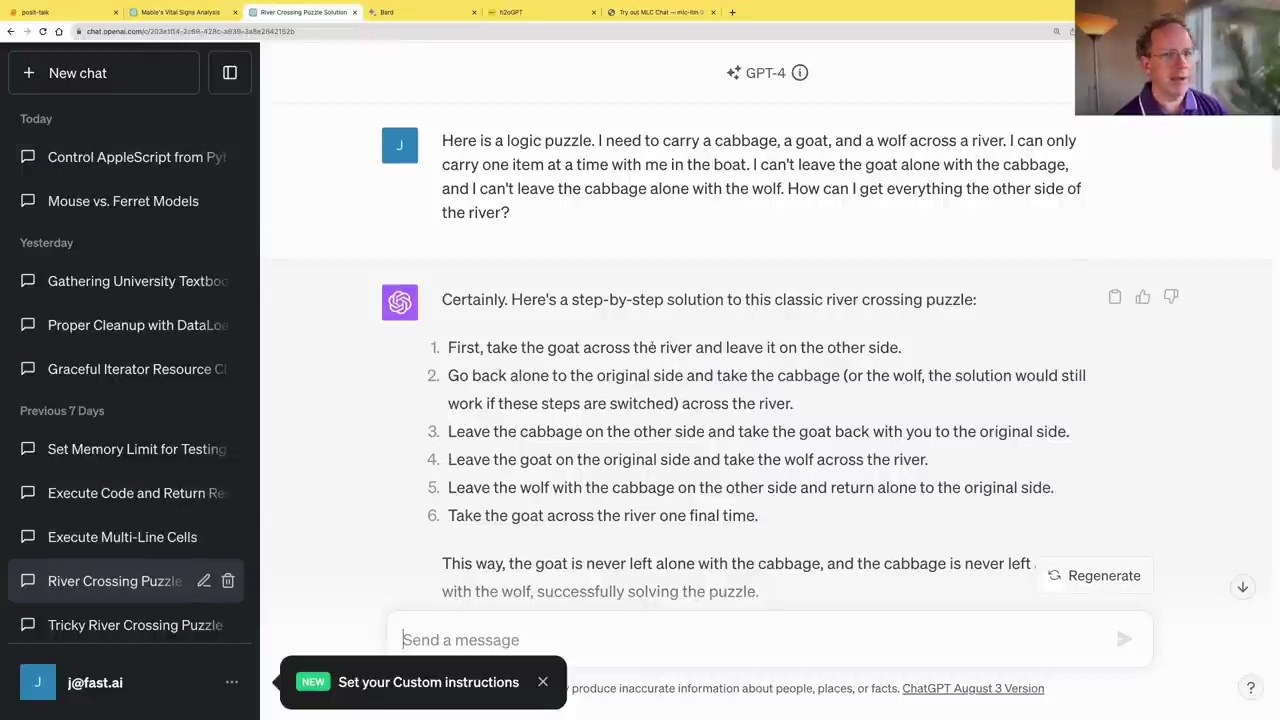 posit-talk
Mable's Vital Signs Analysis
River Crossing Puzzle Solution
Bard
h2oGPT
Try out MLC Chat — mlc-llm 0
chat.openai.com/c/
New chat
GPT-4
Today
Control AppleScript from Pyt
Mouse vs. Ferret Models
Yesterday
Gathering University Textboo
Proper Cleanup with DataLoa
Graceful Iterator Resource Cl
Previous 7 Days
Set Memory Limit for Testing
Execute Code and Return Re
Execute Multi-Line Cells
River Crossing Puzzle
Tricky River Crossing Puzzle
J
j@fast.ai
J
Here is a logic puzzle. I need to carry a cabbage, a goat, and a wolf across a river. I can only
carry one item at a time with me in the boat. I can't leave the goat alone with the cabbage,
and I can't leave the cabbage alone with the wolf. How can I get everything the other side of
the river?
Certainly. Here's a step-by-step solution to this classic river crossing puzzle:
1. First, take the goat across the river and leave it on the other side.
2. Go back alone to the original side and take the cabbage (or the wolf, the solution would still
work if these steps are switched) across the river.
3. Leave the cabbage on the other side and take the goat back with you to the original side.
4. Leave the goat on the original side and take the wolf across the river.
5. Leave the wolf with the cabbage on the other side and return alone to the original side.
6. Take the goat across the river one final time.
This way, the goat is never left alone with the cabbage, and the cabbage is never left
with the wolf, successfully solving the puzzle.
Regenerate
Send a message
NEW Set your Custom instructions
produce inaccurate information about people, places, or facts. ChatGPT August 3 Version
?